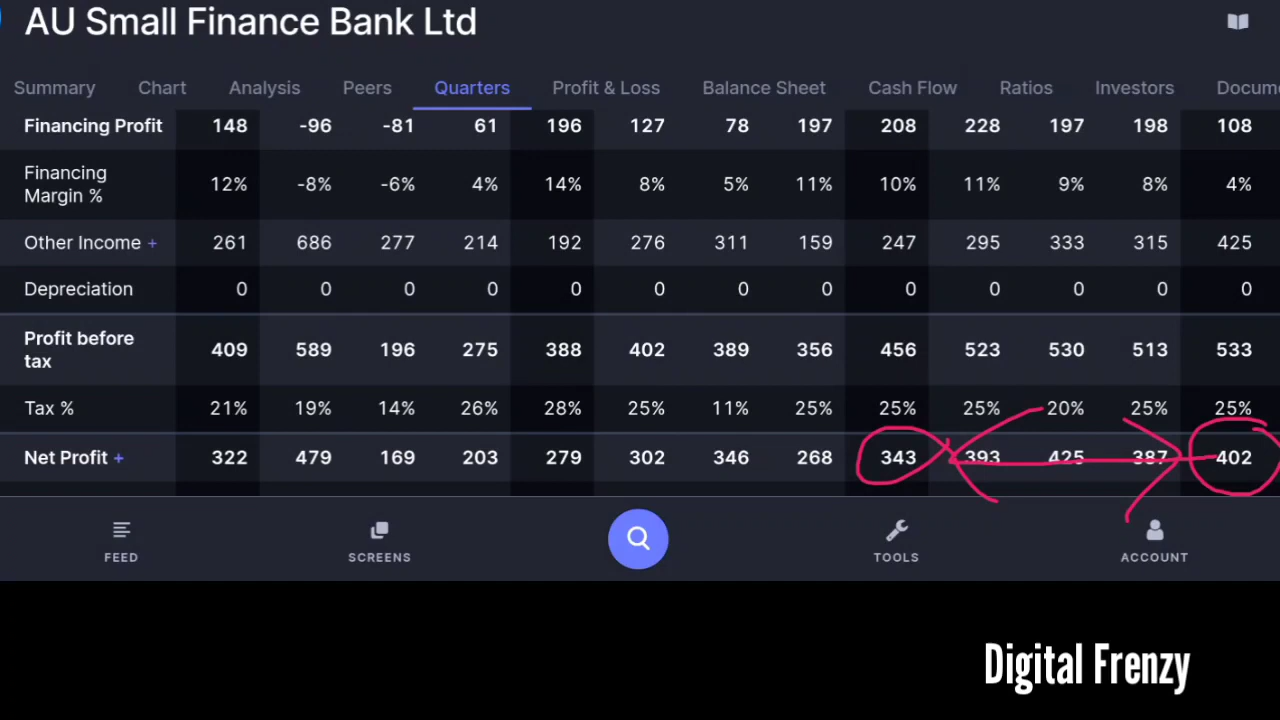 AU Small Finance Bank Ltd
Summary Chart Analysis Peers Quarters Profit & Loss Balance Sheet Cash Flow Ratios Investors Docume
Financing Profit 148 -96 -81 61 196 127 78 197 208 228 197 198 108
Financing
Margin % 12% -8% -6% 4% 14% 8% 5% 11% 10% 11% 9% 8% 4%
Other Income + 261 686 277 214 192 276 311 159 247 295 333 315 425
Depreciation 0 0 0 0 0 0 0 0 0 0 0 0 0
Profit before
tax 409 589 196 275 388 402 389 356 456 523 530 513 533
Tax % 21% 19% 14% 26% 28% 25% 11% 25% 25% 25% 20% 25% 25%
Net Profit + 322 479 169 203 279 302 346 268 343 393 425 387 402
FEED SCREENS TOOLS ACCOUNT
Digital Frenzy